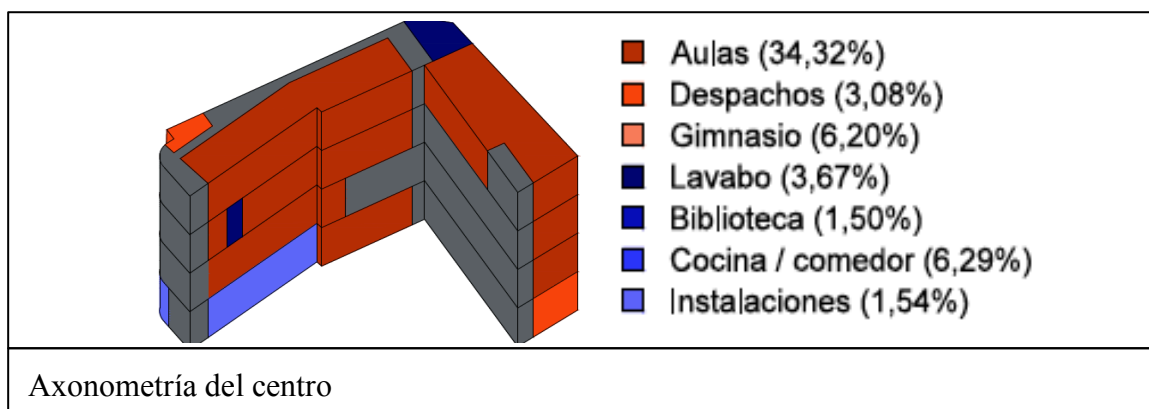 Aulas (34,32%)
Despachos (3,08%)
Gimnasio (6,20%)
Lavabo (3,67%)
Biblioteca (1,50%)
Cocina / comedor (6,29%)
Instalaciones (1,54%)
Axonometría del centro